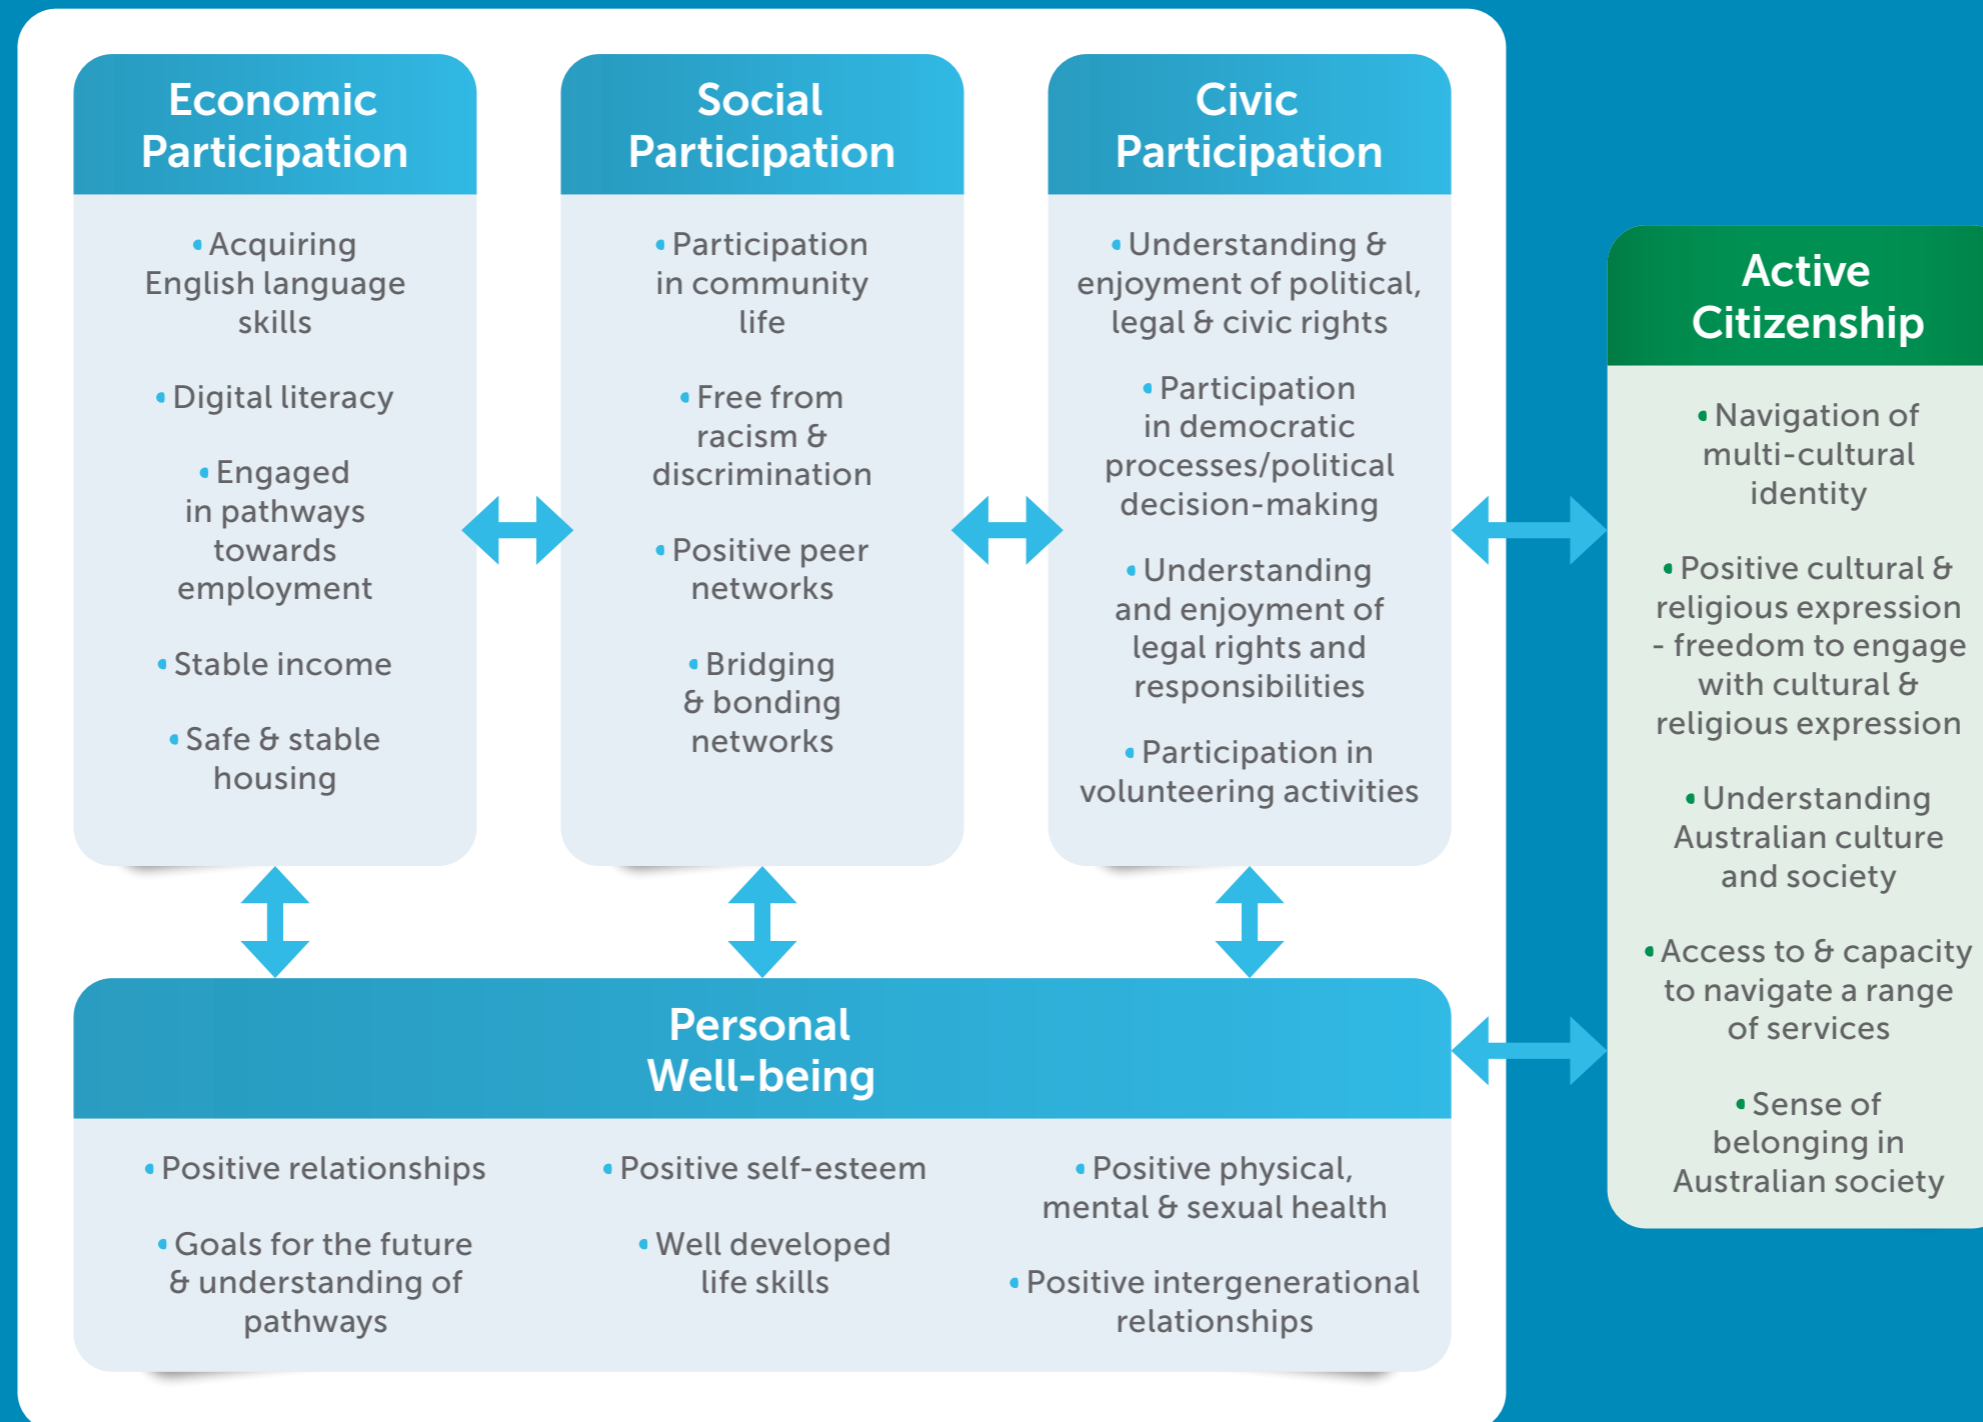 Economic
Participation
• Acquiring
English language
skills
• Digital literacy
• Engaged
in pathways
towards
employment
• Stable income
• Safe & stable
housing
Social
Participation
• Participation
in community
life
• Free from
racism &
discrimination
• Positive peer
networks
• Bridging
& bonding
networks
Civic
Participation
• Understanding &
enjoyment of political,
legal & civic rights
• Participation
in democratic
processes/political
decision-making
• Understanding
and enjoyment of
legal rights and
responsibilities
• Participation in
volunteering activities
Personal
Well-being
• Positive relationships
• Goals for the future
& understanding of
pathways
• Positive self-esteem
• Well developed
life skills
• Positive physical,
mental & sexual health
• Positive intergenerational
relationships
Active
Citizenship
• Navigation of
multi-cultural
identity
• Positive cultural &
religious expression
- freedom to engage
with cultural &
religious expression
• Understanding
Australian culture
and society
• Access to & capacity
to navigate a range
of services
• Sense of
belonging in
Australian society